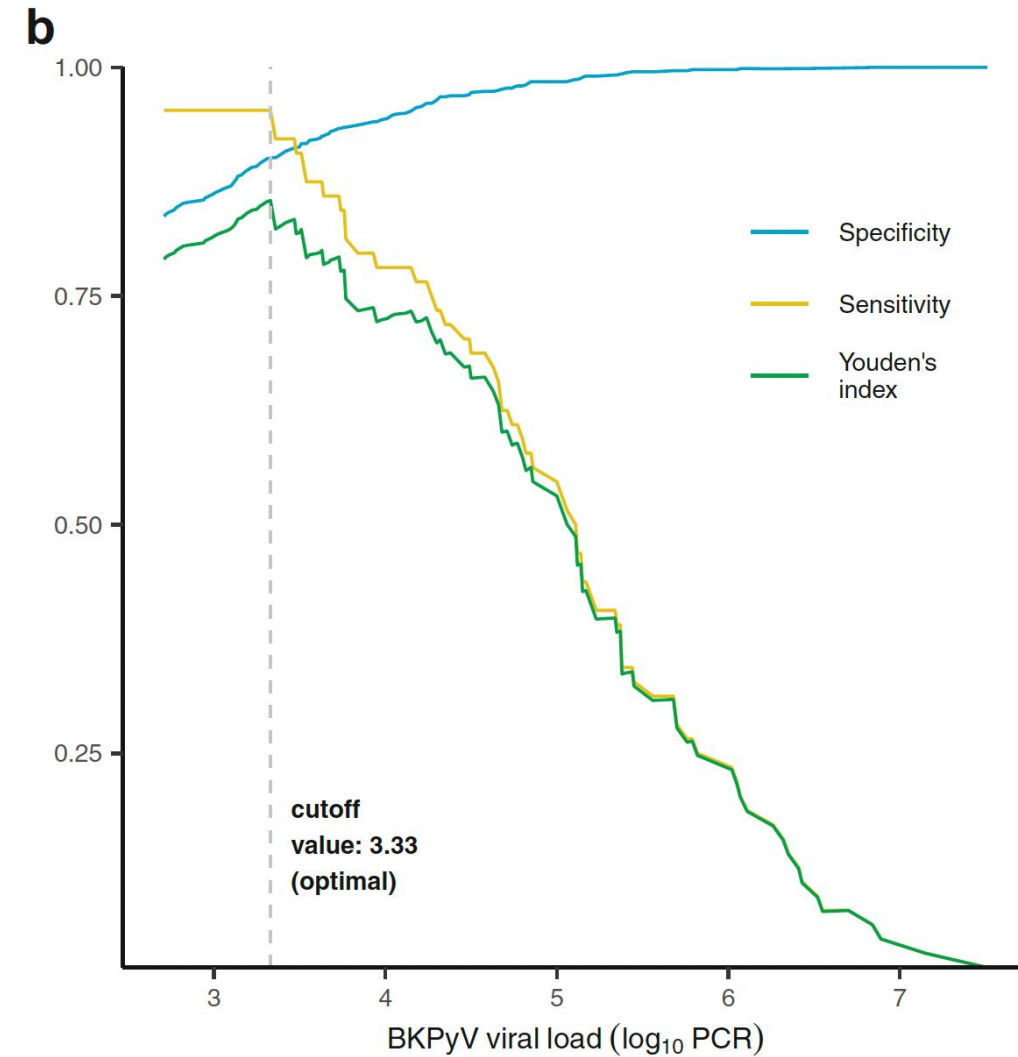 b
1.00
0.75
0.50
0.25
Specificity
Sensitivity
Youden's
index
cutoff
value: 3.33
(optimal)
3 4 5 6 7
BKPyV viral load (log₁₀ PCR)